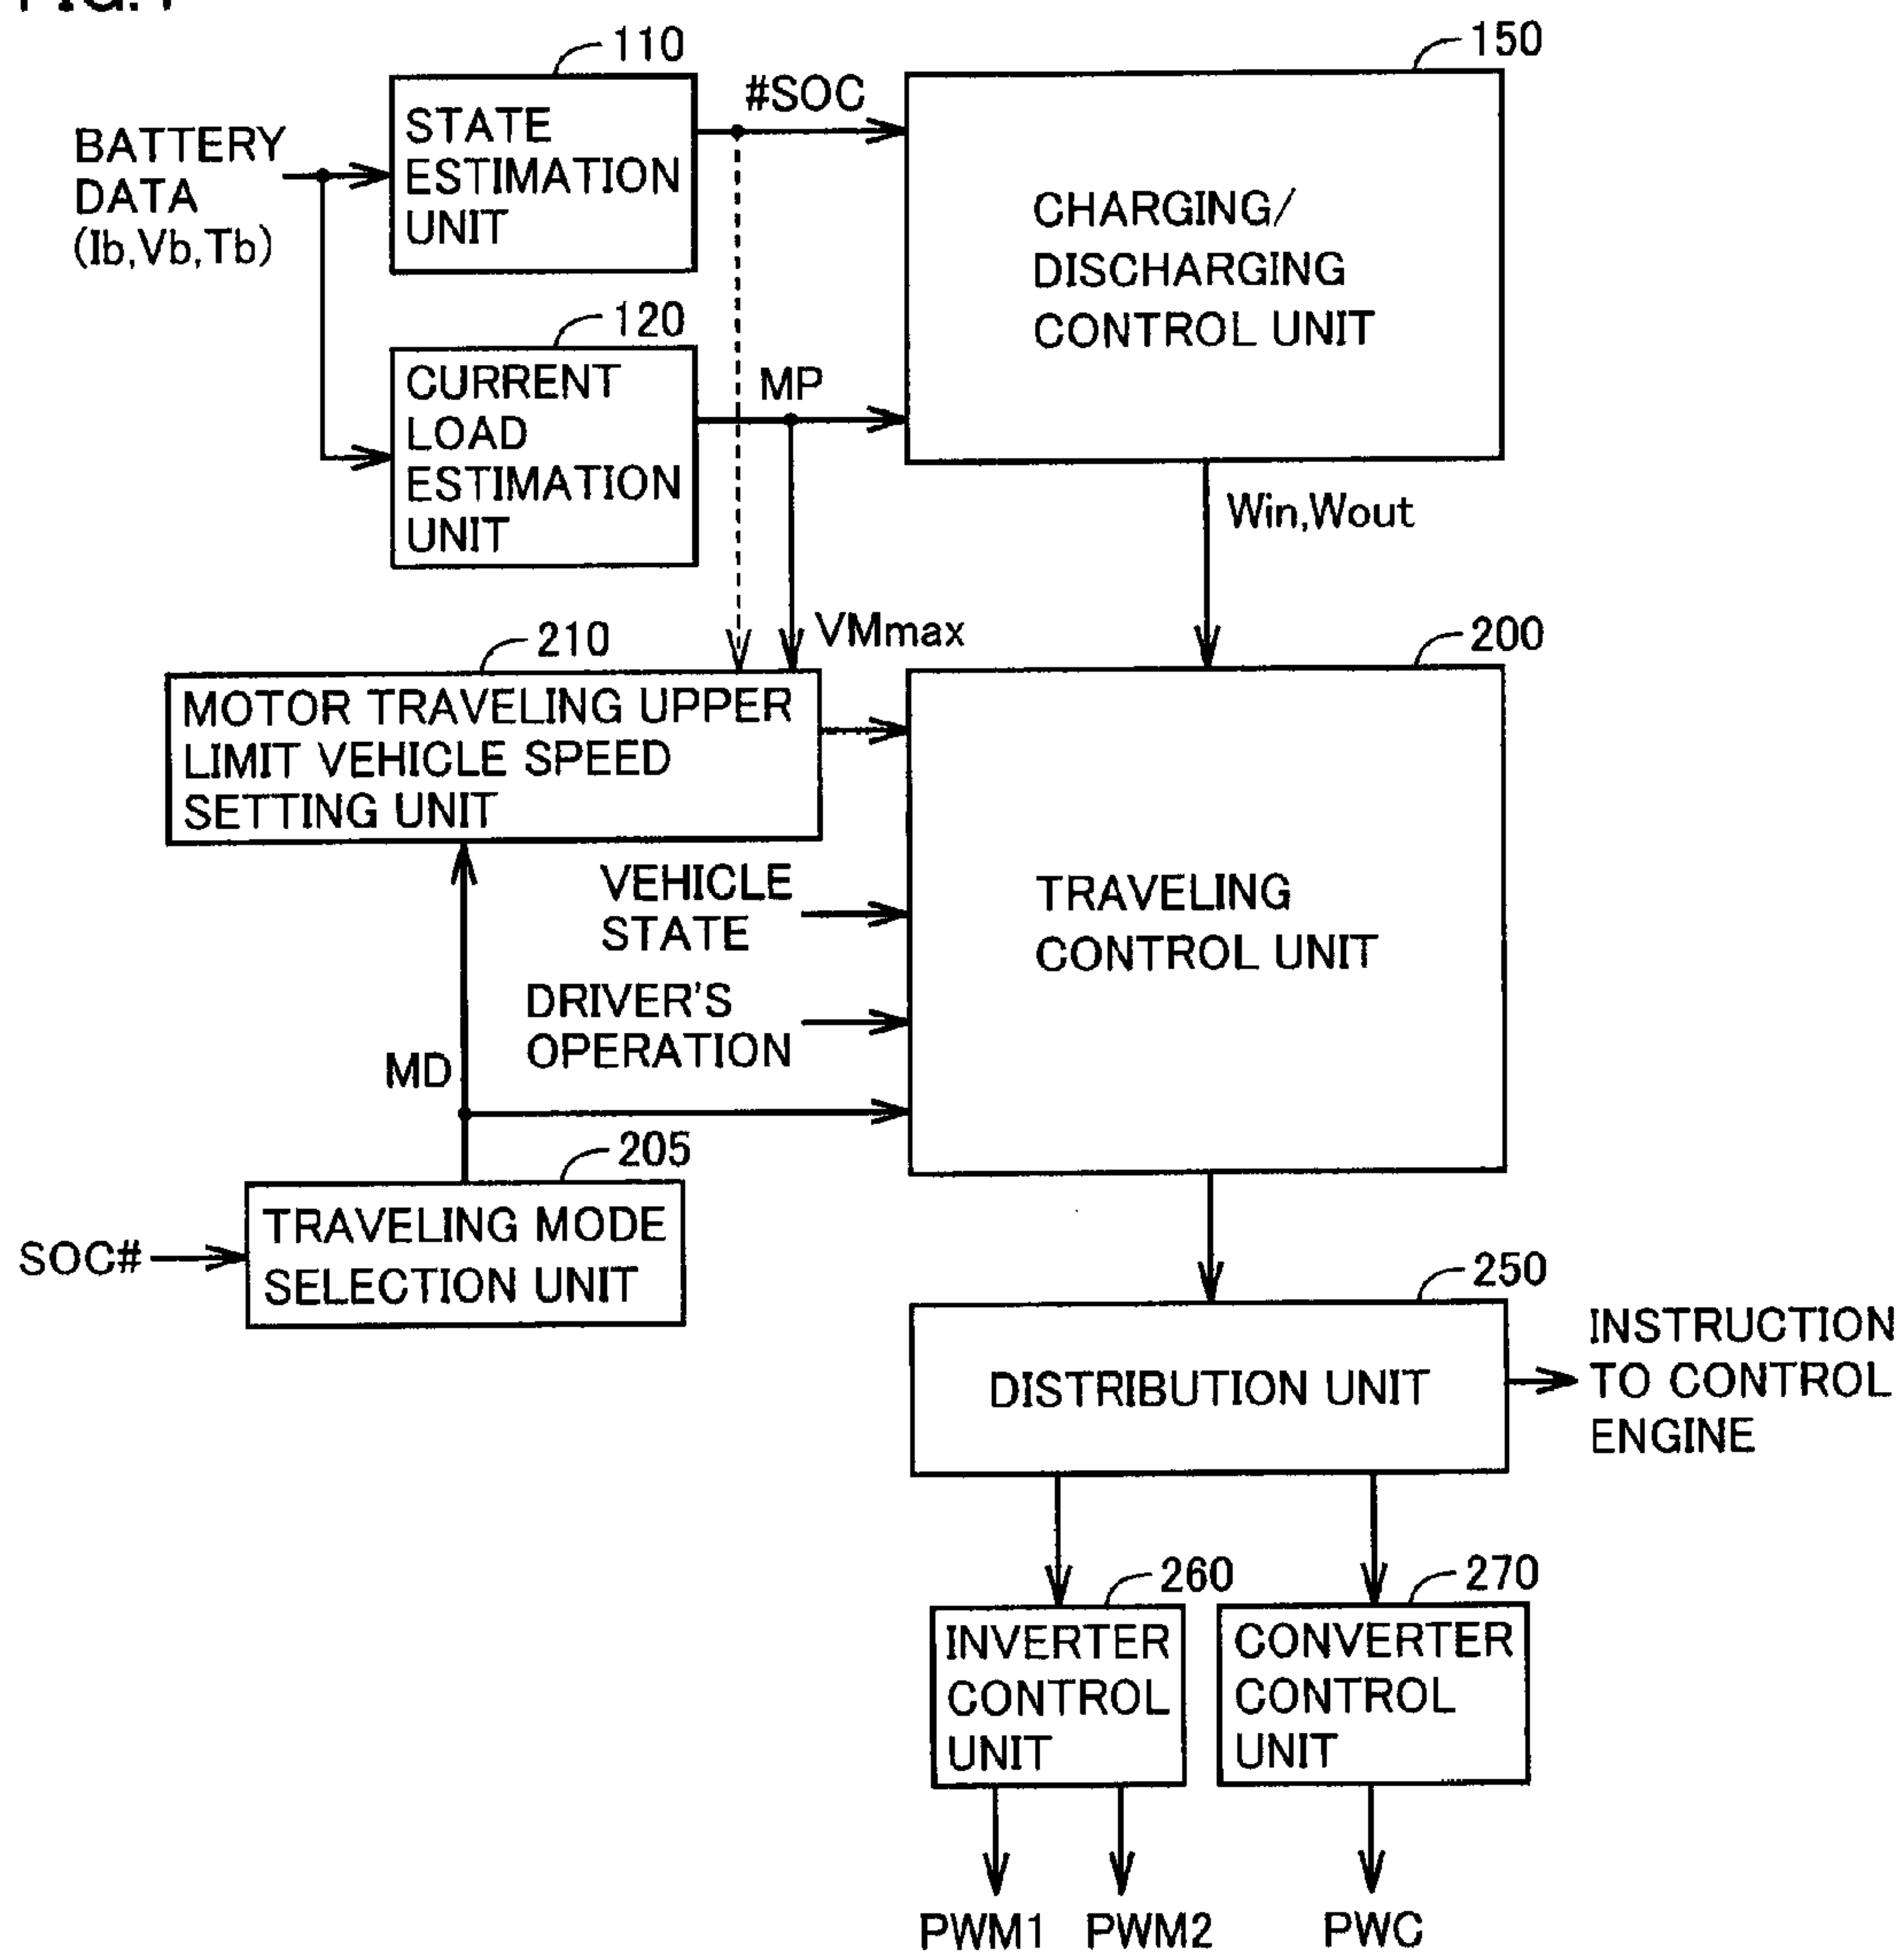 110
150
#SOC
BATTERY
DATA
(Ib,Vb,Tb)
STATE
ESTIMATION
UNIT
CHARGING/
DISCHARGING
CONTROL UNIT
120
CURRENT
LOAD
ESTIMATION
UNIT
MP
Win,Wout
VMmax
210
200
MOTOR TRAVELING UPPER
LIMIT VEHICLE SPEED
SETTING UNIT
VEHICLE
STATE
TRAVELING
CONTROL UNIT
DRIVER'S
OPERATION
MD
205
SOC#
TRAVELING MODE
SELECTION UNIT
250
DISTRIBUTION UNIT
INSTRUCTION
TO CONTROL
ENGINE
260
270
INVERTER
CONTROL
UNIT
CONVERTER
CONTROL
UNIT
PWM1
PWM2
PWC